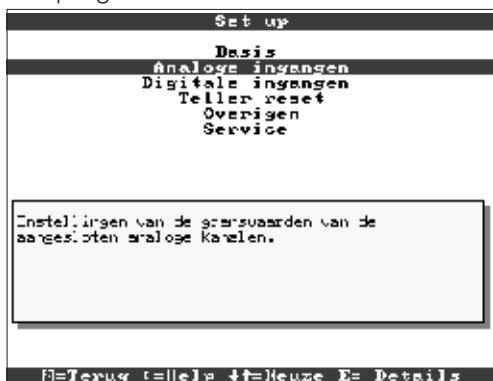 Set up
Basis
Analoge ingangen
Digitale ingangen
Teller reset
Overigen
Service
Instellingen van de grenswaarden van de
aangesloten analoge kanalen.
=Terug =Help =Keuze E= Details